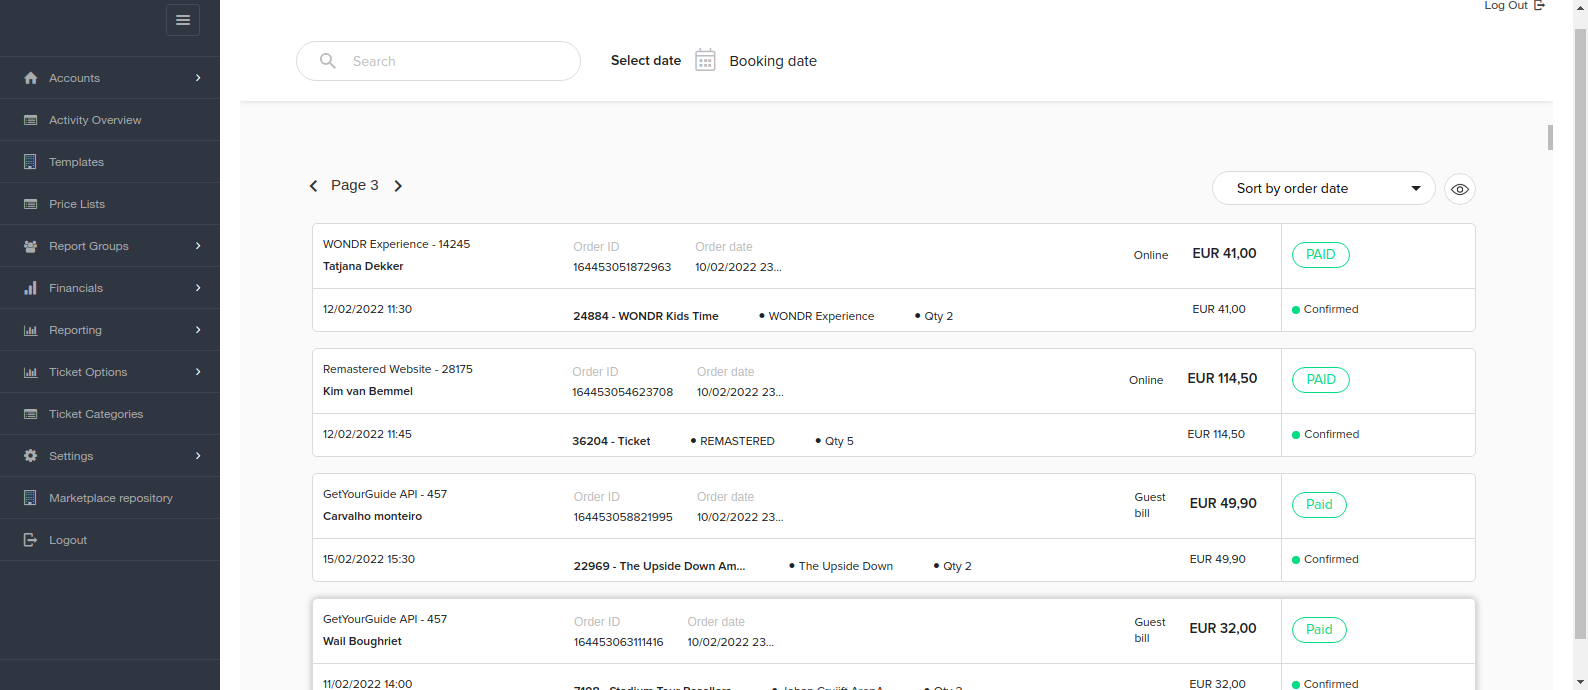 Log Out
Search
Select date
Booking date
Accounts
Activity Overview
Templates
Price Lists
Report Groups
Financials
Reporting
Ticket Options
Ticket Categories
Settings
Marketplace repository
Logout
Page 3
Sort by order date
WONDR Experience - 14245
Tatjana Dekker
Order ID
164453051872963
Order date
10/02/2022 23...
Online
EUR 41,00
PAID
12/02/2022 11:30
24884 - WONDR Kids Time
• WONDR Experience
• Qty 2
EUR 41,00
Confirmed
Remastered Website - 28175
Kim van Bemmel
Order ID
164453054623708
Order date
10/02/2022 23...
Online
EUR 114,50
PAID
12/02/2022 11:45
36204 - Ticket
• REMASTERED
• Qty 5
EUR 114,50
Confirmed
GetYourGuide API - 457
Carvalho monteiro
Order ID
164453058821995
Order date
10/02/2022 23...
Guest
bill
EUR 49,90
Paid
15/02/2022 15:30
22969 - The Upside Down Am...
• The Upside Down
• Qty 2
EUR 49,90
Confirmed
GetYourGuide API - 457
Wail Boughriet
Order ID
164453063111416
Order date
10/02/2022 23...
Guest
bill
EUR 32,00
Paid
11/02/2022 14:00
EUR 32,00
Confirmed